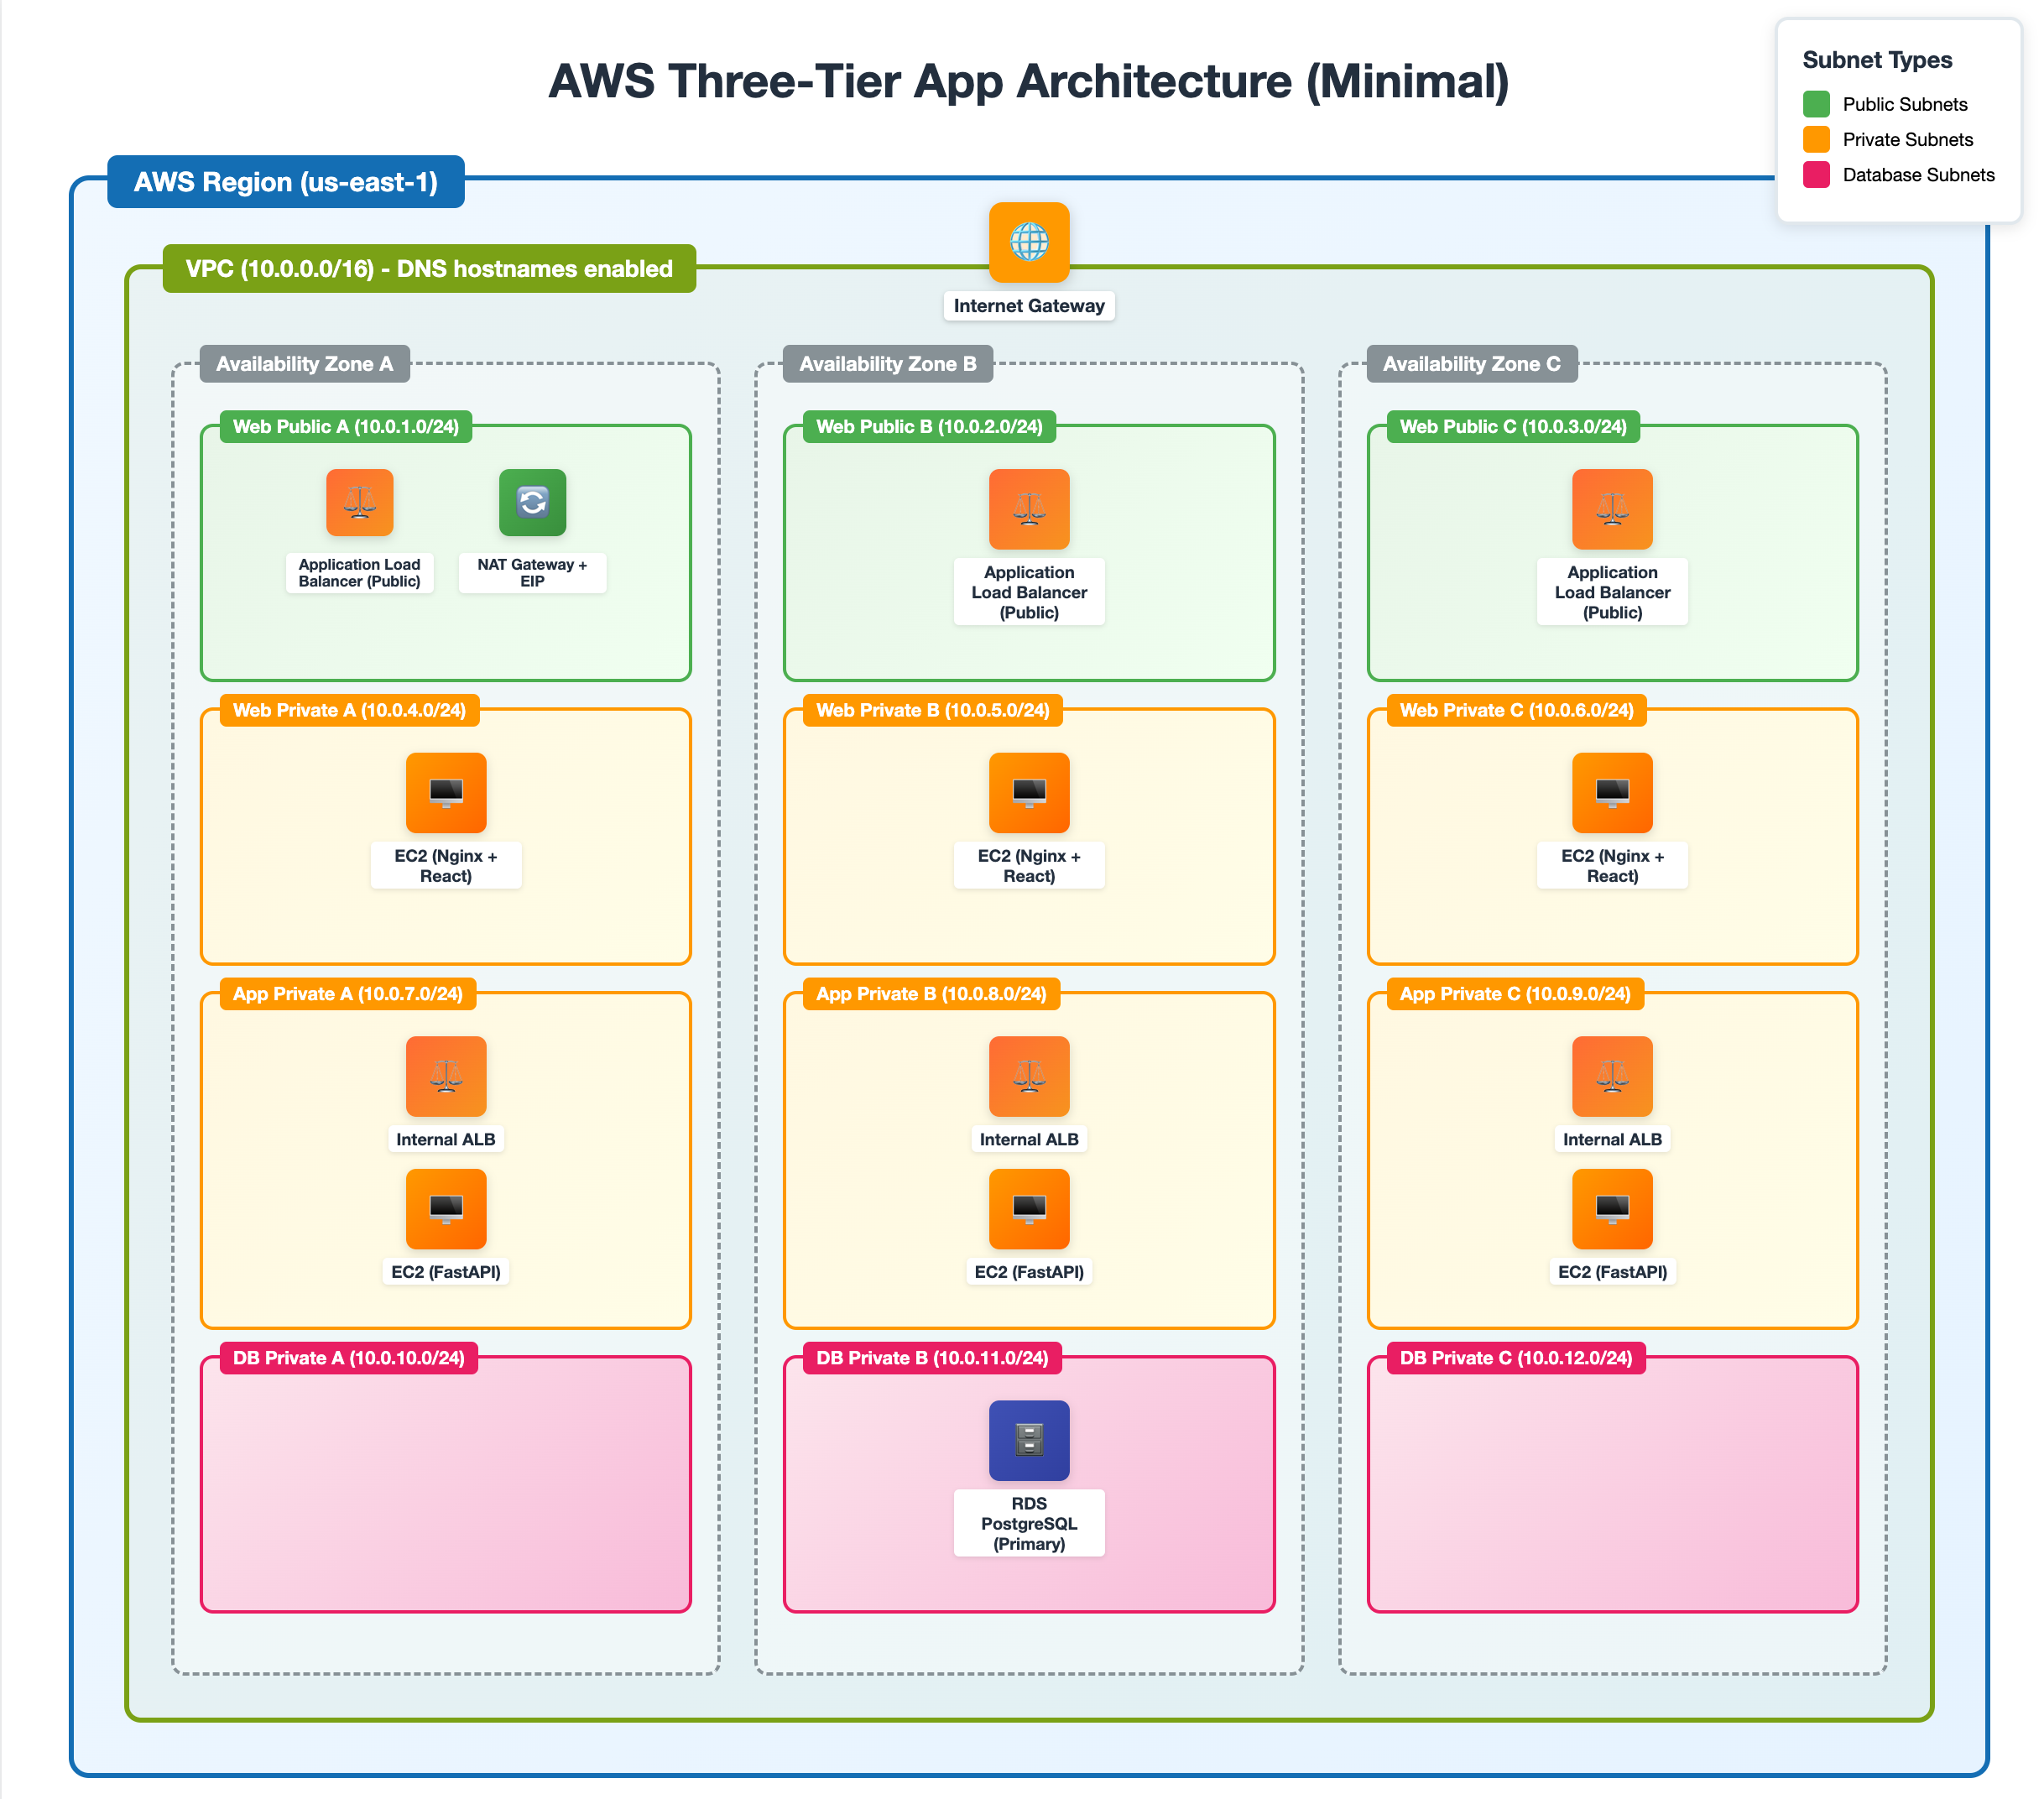 AWS Three-Tier App Architecture (Minimal)
Subnet Types
Public Subnets
Private Subnets
Database Subnets
AWS Region (us-east-1)
VPC (10.0.0.0/16) - DNS hostnames enabled
Internet Gateway
Availability Zone A
Web Public A (10.0.1.0/24)
Application Load
Balancer (Public)
NAT Gateway +
EIP
Web Private A (10.0.4.0/24)
EC2 (Nginx +
React)
App Private A (10.0.7.0/24)
Internal ALB
EC2 (FastAPI)
DB Private A (10.0.10.0/24)
Availability Zone B
Web Public B (10.0.2.0/24)
Application
Load Balancer
(Public)
Web Private B (10.0.5.0/24)
EC2 (Nginx +
React)
App Private B (10.0.8.0/24)
Internal ALB
EC2 (FastAPI)
DB Private B (10.0.11.0/24)
RDS
PostgreSQL
(Primary)
Availability Zone C
Web Public C (10.0.3.0/24)
Application
Load Balancer
(Public)
Web Private C (10.0.6.0/24)
EC2 (Nginx +
React)
App Private C (10.0.9.0/24)
Internal ALB
EC2 (FastAPI)
DB Private C (10.0.12.0/24)